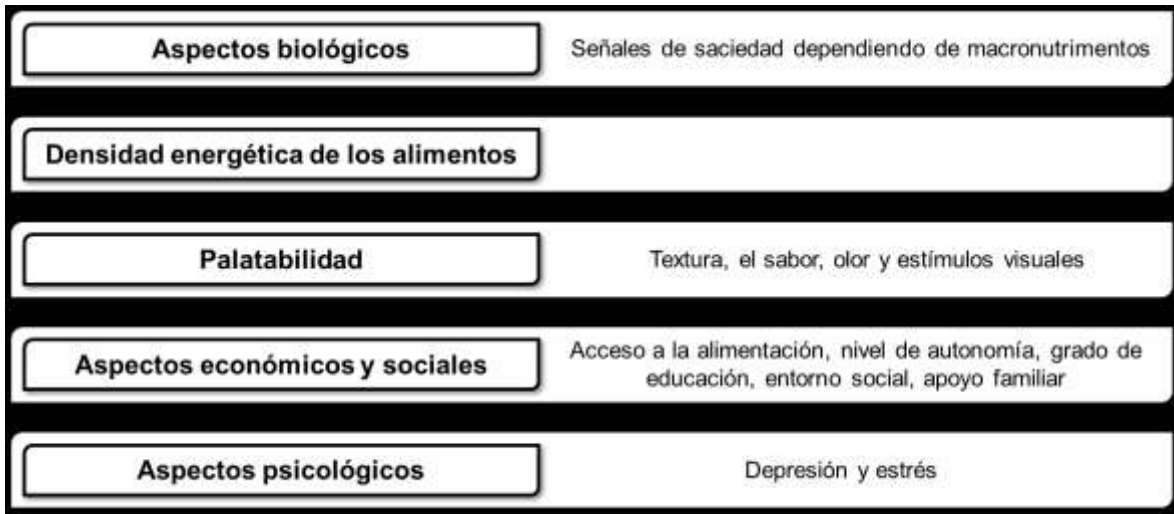 Aspectos biológicos
Señales de saciedad dependiendo de macronutrimentos
Densidad energética de los alimentos
Palatabilidad
Textura, el sabor, olor y estímulos visuales
Aspectos económicos y sociales
Acceso a la alimentación, nivel de autonomía, grado de
educación, entorno social, apoyo familiar
Aspectos psicológicos
Depresión y estrés